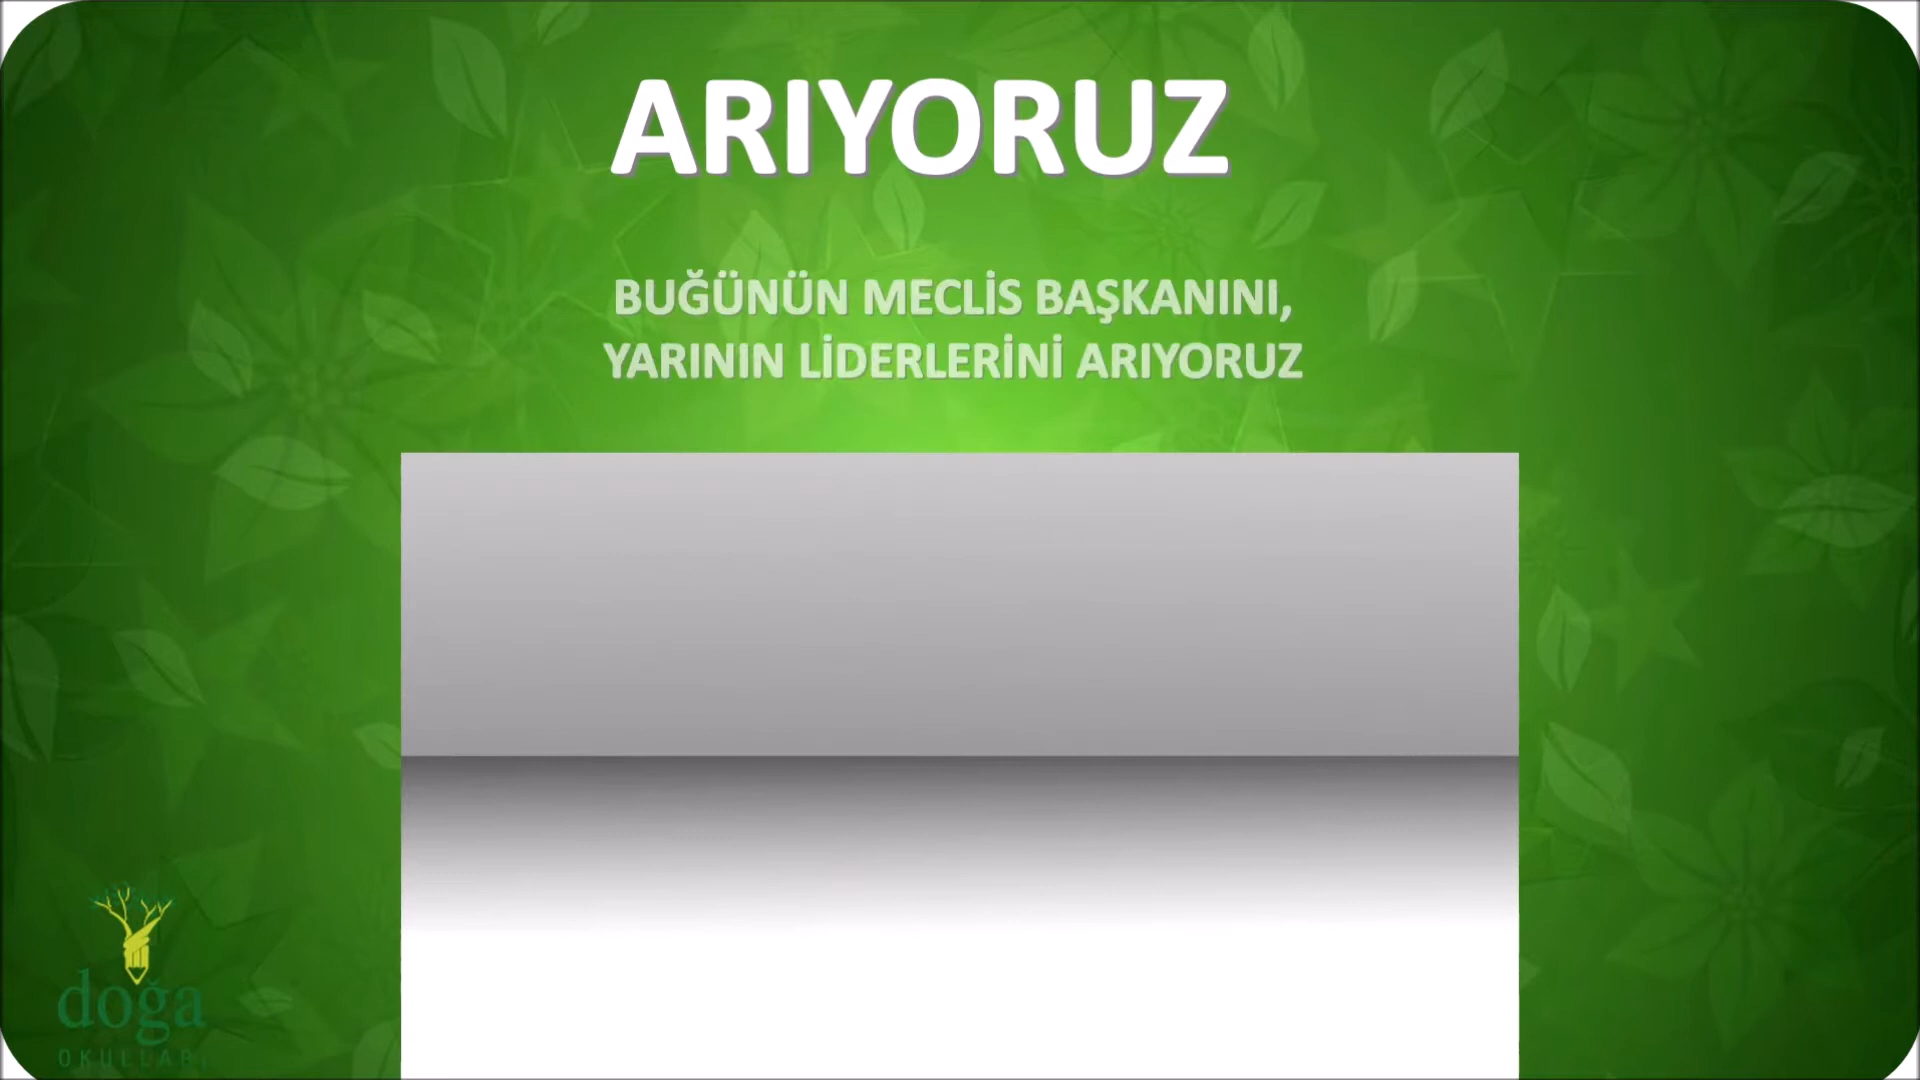 ARIYORUZ
BUĞÜNÜN MECLİS BAŞKANINI,
YARININ LİDERLERİNİ ARIYORUZ
doğa
OKULLARI